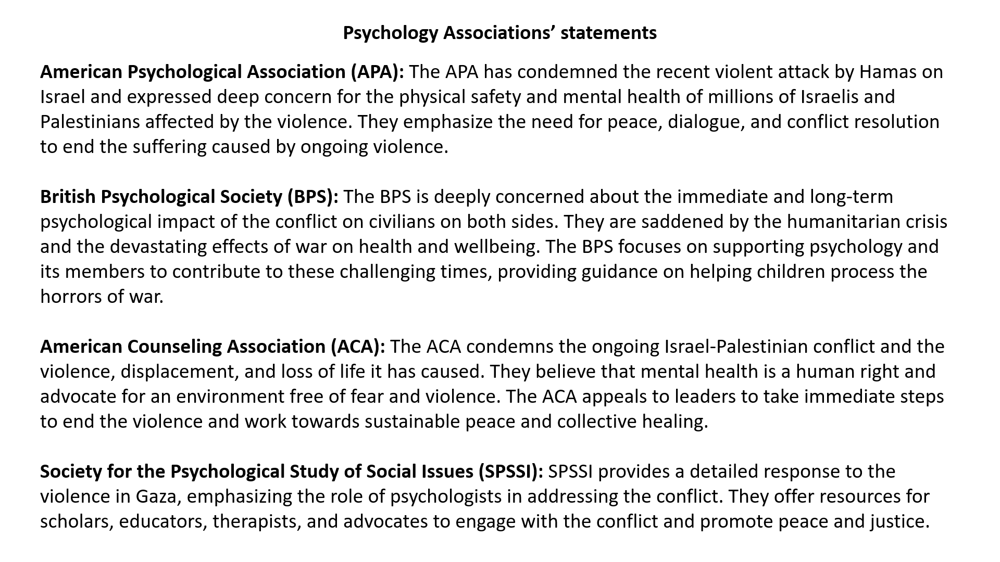 Psychology Associations’ statements
American Psychological Association (APA): The APA has condemned the recent violent attack by Hamas on
Israel and expressed deep concern for the physical safety and mental health of millions of Israelis and
Palestinians affected by the violence. They emphasize the need for peace, dialogue, and conflict resolution
to end the suffering caused by ongoing violence.
British Psychological Society (BPS): The BPS is deeply concerned about the immediate and long-term
psychological impact of the conflict on civilians on both sides. They are saddened by the humanitarian crisis
and the devastating effects of war on health and wellbeing. The BPS focuses on supporting psychology and
its members to contribute to these challenging times, providing guidance on helping children process the
horrors of war.
American Counseling Association (ACA): The ACA condemns the ongoing Israel-Palestinian conflict and the
violence, displacement, and loss of life it has caused. They believe that mental health is a human right and
advocate for an environment free of fear and violence. The ACA appeals to leaders to take immediate steps
to end the violence and work towards sustainable peace and collective healing.
Society for the Psychological Study of Social Issues (SPSSI): SPSSI provides a detailed response to the
violence in Gaza, emphasizing the role of psychologists in addressing the conflict. They offer resources for
scholars, educators, therapists, and advocates to engage with the conflict and promote peace and justice.